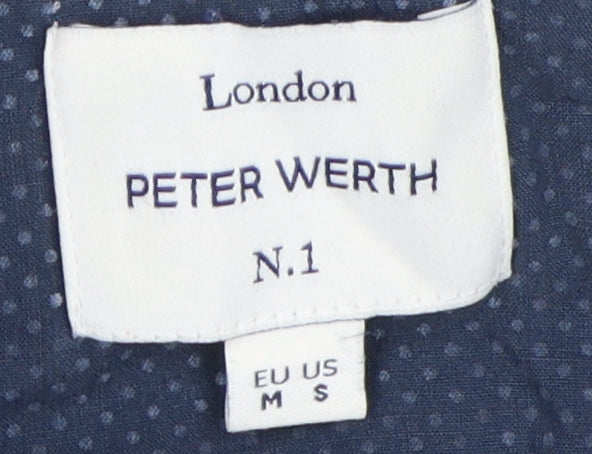 London
PETER WERTH
N.1
EU US
M S